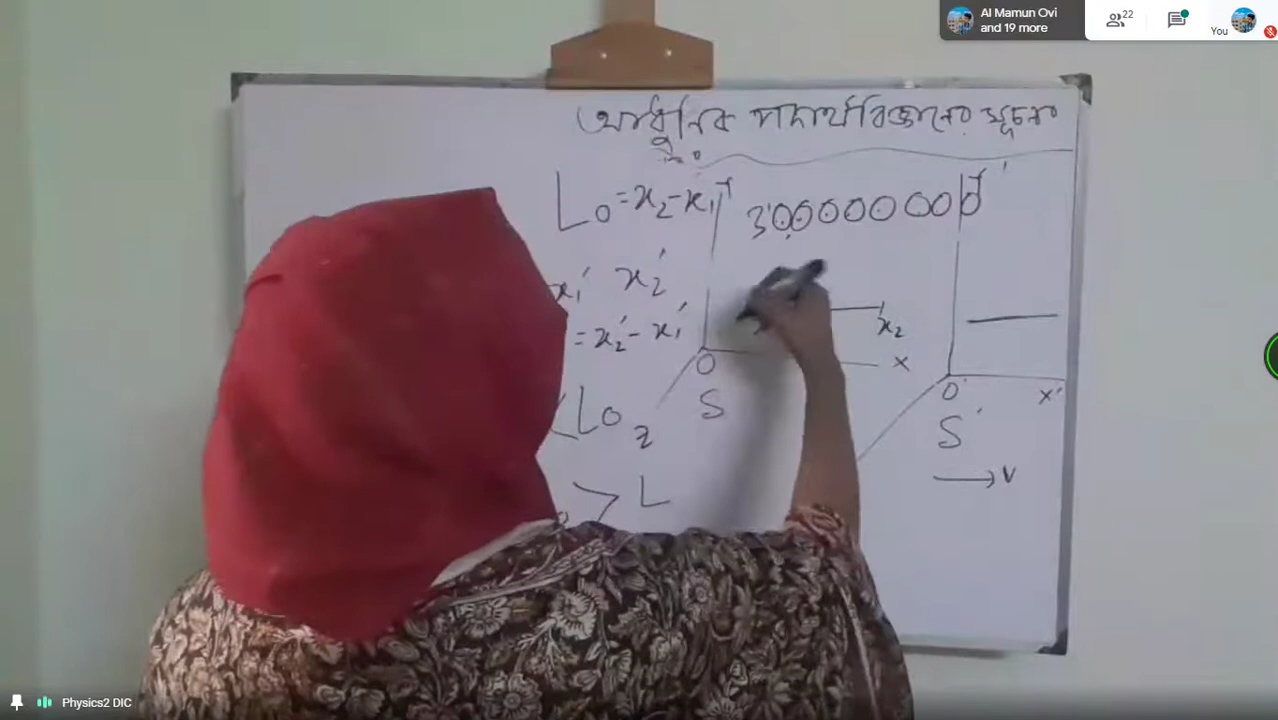 Al Mamun Ovi
and 19 more
22
You
আধুনিক পদার্থবিজ্ঞানের সূচনা
L₀ = x₂ - x₁
Y
300000000
Y'
x₁' x₂'
= x₂' - x₁'
x₂
O
X
S
O'
X'
S'
< L₀
Z
→ v
> L
Physics2 DIC